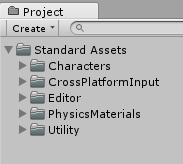 Project
Create
Standard Assets
Characters
CrossPlatformInput
Editor
PhysicsMaterials
Utility